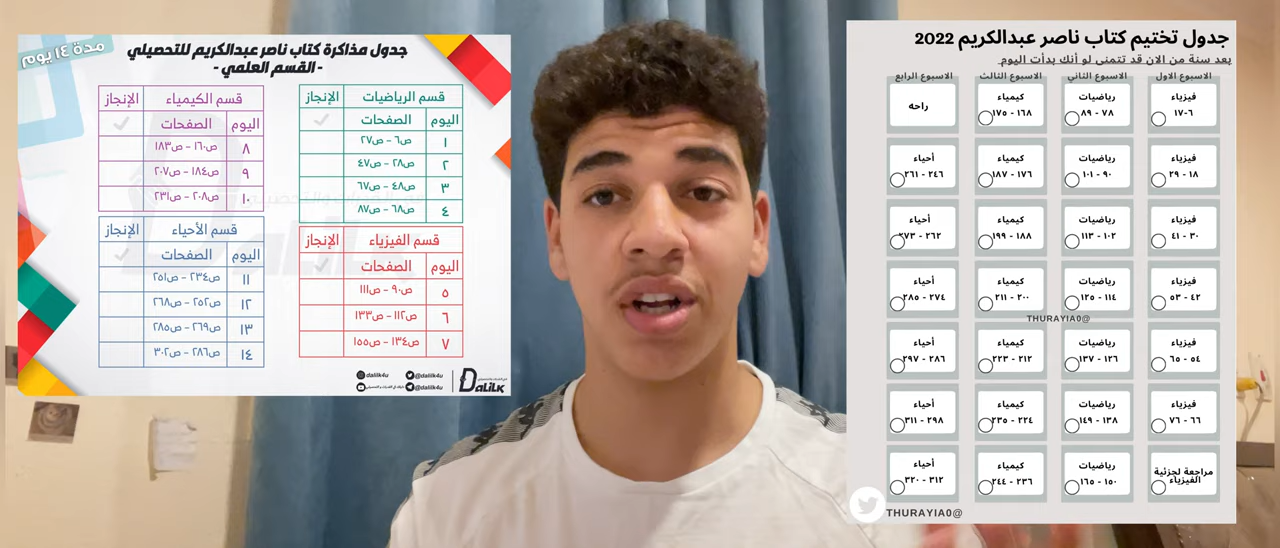 مدة ١٤ يوم
جدول مذاكرة كتاب ناصر عبدالكريم للتحصيلي
- القسم العلمي -
قسم الرياضيات الإنجاز
اليوم الصفحات
١ ص٦ - ص٢٧
٢ ص٢٨ - ص٤٧
٣ ص٤٨ - ص٦٧
٤ ص٦٨ - ص٨٧
قسم الفيزياء الإنجاز
اليوم الصفحات
٥ ص٩٠ - ص١١١
٦ ص١١٢ - ص١٣٣
٧ ص١٣٤ - ص١٥٥
قسم الكيمياء الإنجاز
اليوم الصفحات
٨ ص١٦٠ - ص١٨٣
٩ ص١٨٤ - ص٢٠٧
١٠ ص٢٠٨ - ص٢٣١
قسم الأحياء الإنجاز
اليوم الصفحات
١١ ص٢٣٤ - ص٢٥١
١٢ ص٢٥٢ - ص٢٦٨
١٣ ص٢٦٩ - ص٢٨٥
١٤ ص٢٨٦ - ص٣٠٢
dalilk4u @dalilk4u
@dalilk4u
DaLiLK
جدول تختيم كتاب ناصر عبدالكريم 2022
بعد سنة من الان قد تتمنى لو أنك بدأت اليوم
الاسبوع الاول الاسبوع الثاني الاسبوع الثالث الاسبوع الرابع
فيزياء رياضيات كيمياء راحه
٦-١٧ ٧٨ - ٨٩ ١٦٨ - ١٧٥
فيزياء رياضيات كيمياء أحياء
١٨ - ٢٩ ٩٠ - ١٠١ ١٧٦ - ١٨٧ ٢٤٦ - ٢٦١
فيزياء رياضيات كيمياء أحياء
٣٠ - ٤١ ١٠٢ - ١١٣ ١٨٨ - ١٩٩ ٢٦٢ - ٢٧٣
فيزياء رياضيات كيمياء أحياء
٤٢ - ٥٣ ١١٤ - ١٢٥ ٢٠٠ - ٢١١ ٢٧٤ - ٢٨٥
THURAYIA0@
فيزياء رياضيات كيمياء أحياء
٥٤ - ٦٥ ١٢٦ - ١٣٧ ٢١٢ - ٢٢٣ ٢٨٦ - ٢٩٧
فيزياء رياضيات كيمياء أحياء
٦٦ - ٧٦ ١٣٨ - ١٤٩ ٢٢٤ - ٢٣٥ ٢٩٨ - ٣١١
مراجعة لجزئية الفيزياء رياضيات كيمياء أحياء
١٥٠ - ١٦٥ ٢٣٦ - ٢٤٤ ٣١٢ - ٣٢٠
THURAYIA0@